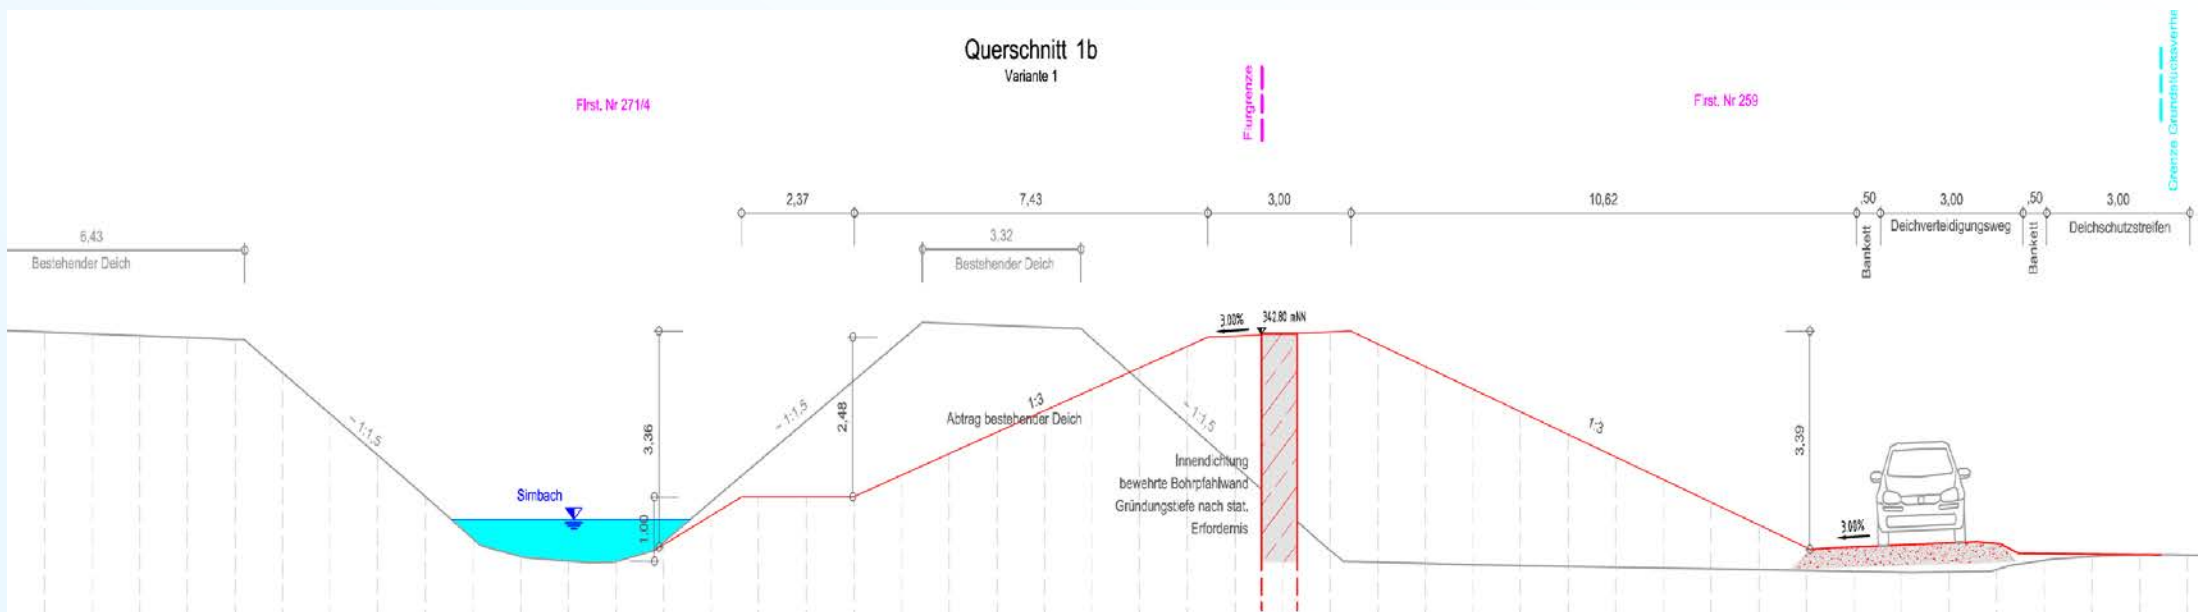 Querschnitt 1b
Variante 1
Flrst. Nr 271/4
Flurgrenze
Flrst. Nr 259
2,37
7,43
3,00
10,62
,50
3,00
,50
3,00
Bankett
Deichverteidigungsweg
Bankett
Deichschutzstreifen
6,43
Bestehender Deich
3,32
Bestehender Deich
3.00%
342.80 mNN
~ 1:1,5
3,36
~ 1:1,5
2,48
1:3
Abtrag bestehender Deich
~ 1:1,5
1:3
3,39
Innendichtung
bewehrte Bohrpfahlwand
Gründungstiefe nach stat.
Erfordernis
Simbach
1,00
3.00%